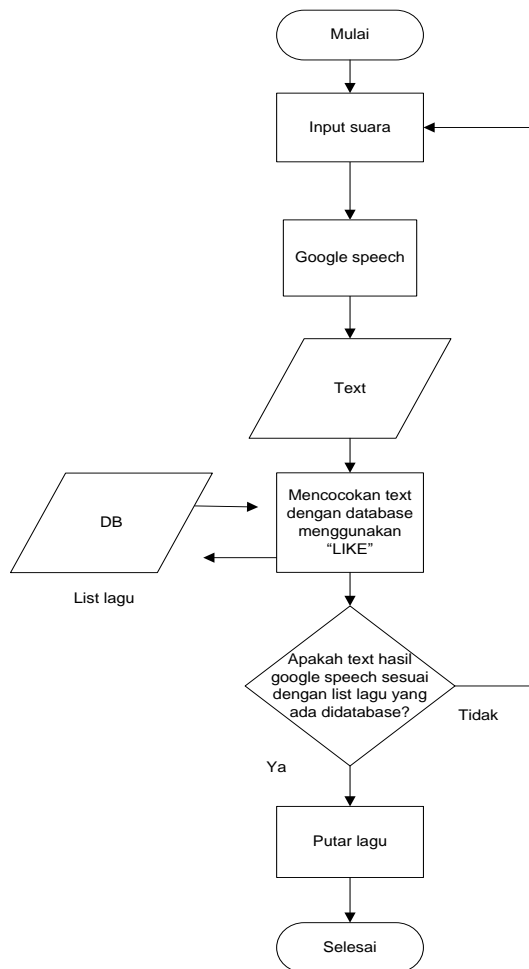 Mulai
Input suara
Google speech
Text
DB
Mencocokan text
dengan database
menggunakan
“LIKE”
List lagu
Apakah text hasil
google speech sesuai
dengan list lagu yang
ada didatabase?
Tidak
Ya
Putar lagu
Selesai